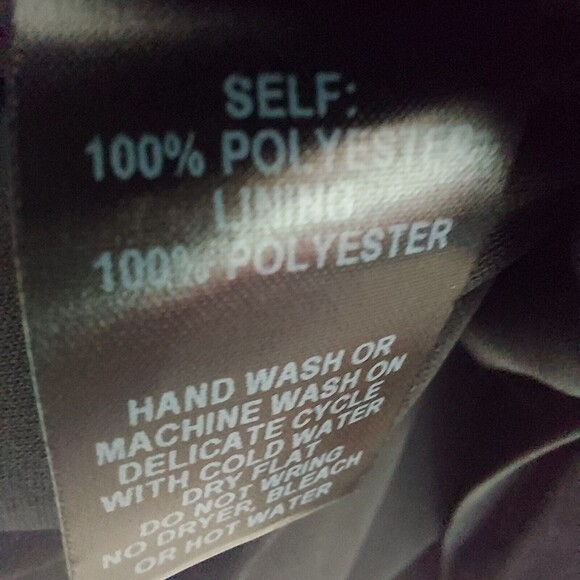 SELF:
100% POLYESTER
LINING
100% POLYESTER
HAND WASH OR
MACHINE WASH ON
DELICATE CYCLE
WITH COLD WATER
DRY FLAT
DO NOT WRING
NO DRYER, BLEACH
OR HOT WATER